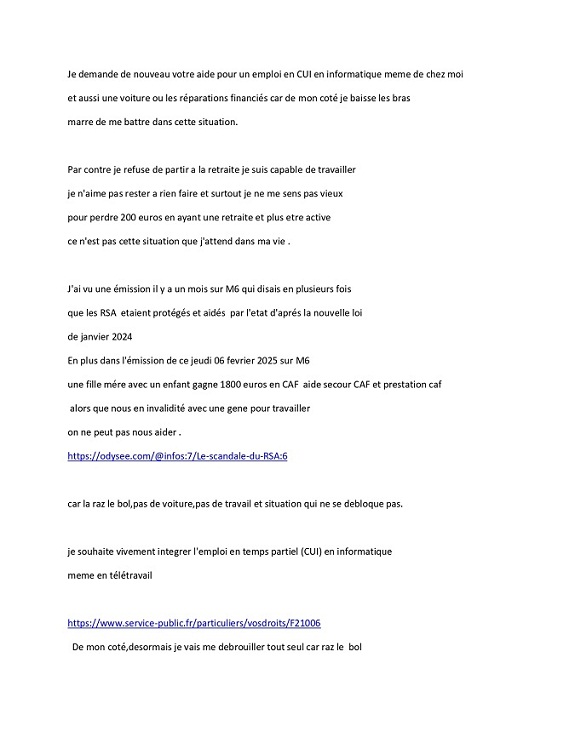 Je demande de nouveau votre aide pour un emploi en CUI en informatique meme de chez moi
et aussi une voiture ou les réparations financiés car de mon coté je baisse les bras
marre de me battre dans cette situation.
Par contre je refuse de partir a la retraite je suis capable de travailler
je n'aime pas rester a rien faire et surtout je ne me sens pas vieux
pour perdre 200 euros en ayant une retraite et plus etre active
ce n'est pas cette situation que j'attend dans ma vie .
J'ai vu une émission il y a un mois sur M6 qui disais en plusieurs fois
que les RSA etaient protégés et aidés par l'etat d'aprés la nouvelle loi
de janvier 2024
En plus dans l'émission de ce jeudi 06 fevrier 2025 sur M6
une fille mére avec un enfant gagne 1800 euros en CAF aide secour CAF et prestation caf
alors que nous en invalidité avec une gene pour travailler
on ne peut pas nous aider .
https://odysee.com/@infos:7/Le-scandale-du-RSA:6
car la raz le bol,pas de voiture,pas de travail et situation qui ne se debloque pas.
je souhaite vivement integrer l'emploi en temps partiel (CUI) en informatique
meme en télétravail
https://www.service-public.fr/particuliers/vosdroits/F21006
De mon coté,desormais je vais me debrouiller tout seul car raz le bol